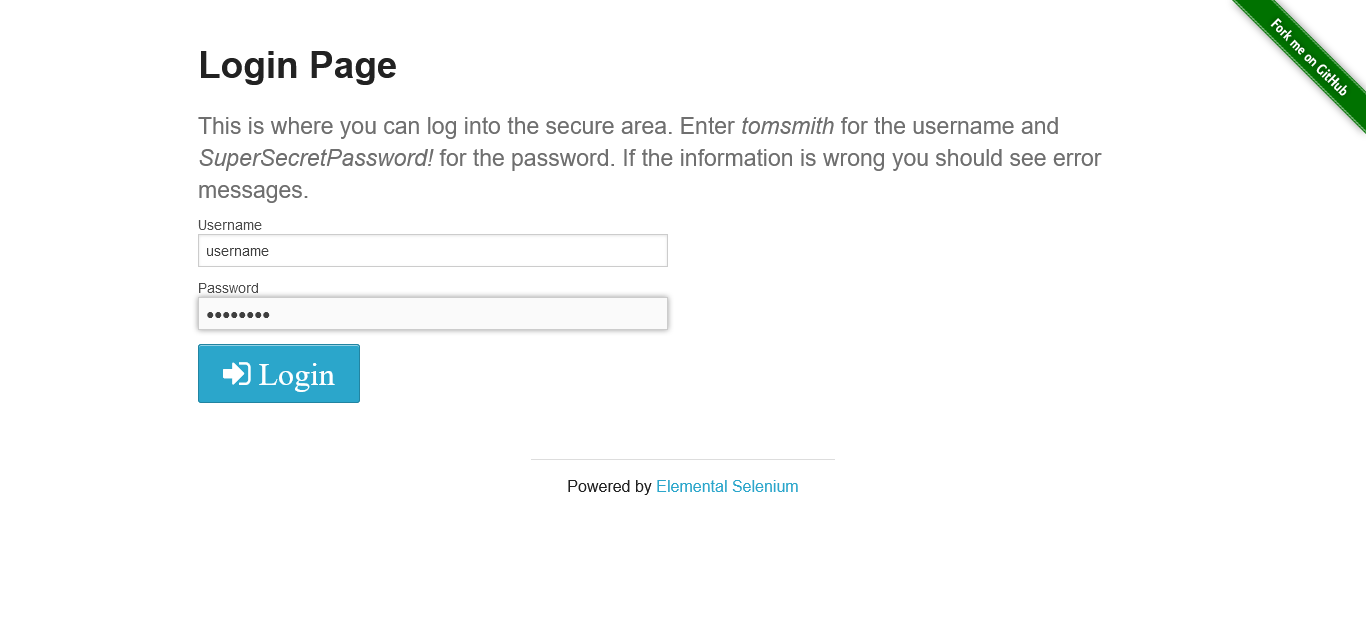 Fork me on GitHub
Login Page
This is where you can log into the secure area. Enter tomsmith for the username and
SuperSecretPassword! for the password. If the information is wrong you should see error
messages.
Username
username
Password
••••••••
Login
Powered by Elemental Selenium